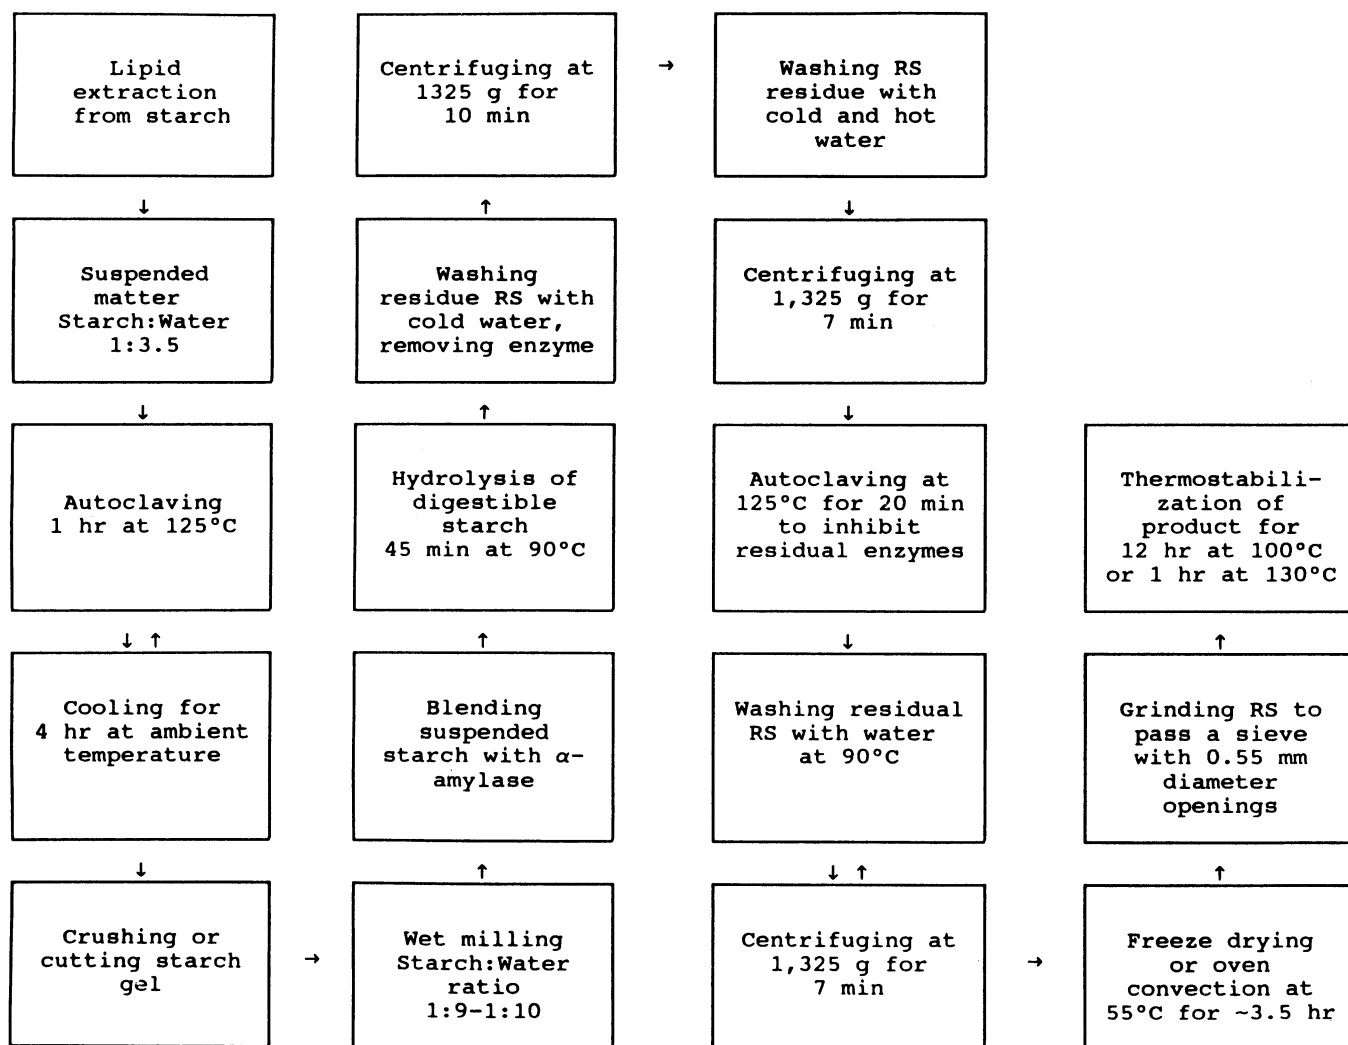 Lipid
extraction
from starch
↓
Suspended
matter
Starch:Water
1:3.5
↓
Autoclaving
1 hr at 125°C
↓ ↑
Cooling for
4 hr at ambient
temperature
↓
Crushing or
cutting starch
gel
→
Wet milling
Starch:Water
ratio
1:9-1:10
↑
Blending
suspended
starch with α-
amylase
↑
Hydrolysis of
digestible
starch
45 min at 90°C
↑
Washing
residue RS with
cold water,
removing enzyme
↑
Centrifuging at
1325 g for
10 min
→
Washing RS
residue with
cold and hot
water
↓
Centrifuging at
1,325 g for
7 min
↓
Autoclaving at
125°C for 20 min
to inhibit
residual enzymes
↓
Washing residual
RS with water
at 90°C
↓ ↑
Centrifuging at
1,325 g for
7 min
→
Freeze drying
or oven
convection at
55°C for ~3.5 hr
↑
Grinding RS to
pass a sieve
with 0.55 mm
diameter
openings
↑
Thermostabili-
zation of
product for
12 hr at 100°C
or 1 hr at 130°C